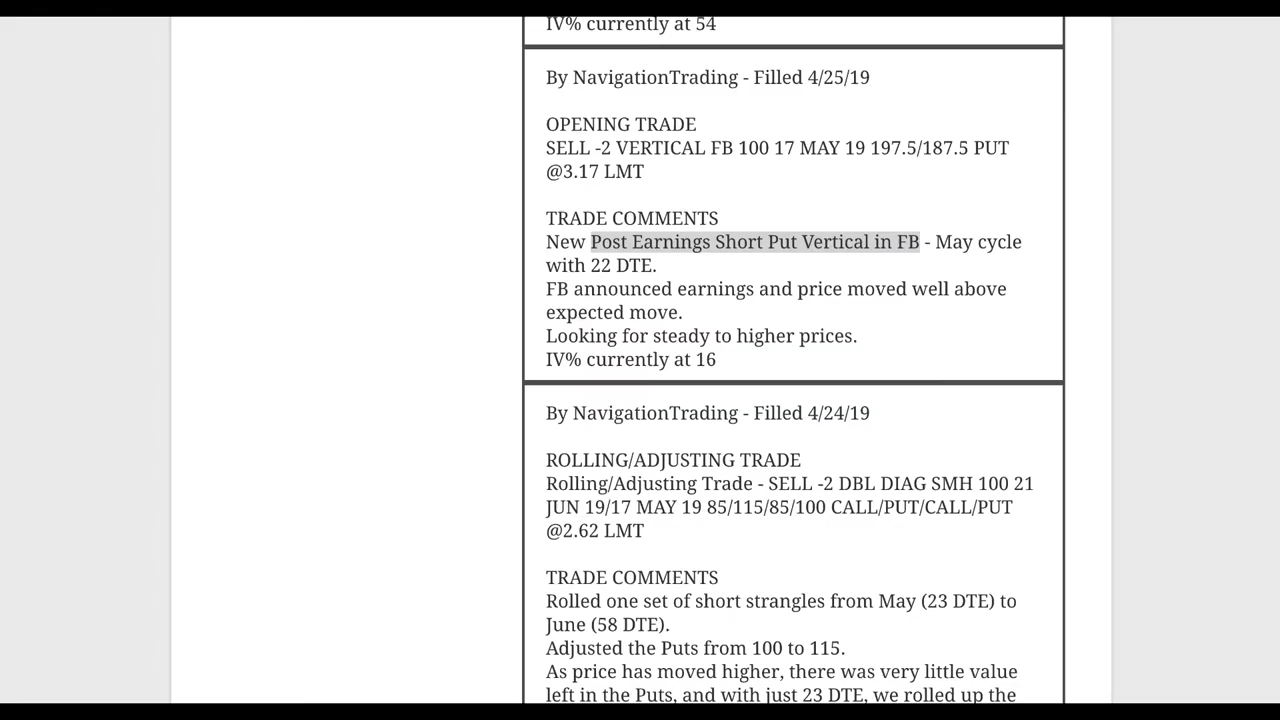 IV% currently at 54
By NavigationTrading - Filled 4/25/19
OPENING TRADE
SELL -2 VERTICAL FB 100 17 MAY 19 197.5/187.5 PUT
@3.17 LMT
TRADE COMMENTS
New Post Earnings Short Put Vertical in FB - May cycle
with 22 DTE.
FB announced earnings and price moved well above
expected move.
Looking for steady to higher prices.
IV% currently at 16
By NavigationTrading - Filled 4/24/19
ROLLING/ADJUSTING TRADE
Rolling/Adjusting Trade - SELL -2 DBL DIAG SMH 100 21
JUN 19/17 MAY 19 85/115/85/100 CALL/PUT/CALL/PUT
@2.62 LMT
TRADE COMMENTS
Rolled one set of short strangles from May (23 DTE) to
June (58 DTE).
Adjusted the Puts from 100 to 115.
As price has moved higher, there was very little value
left in the Puts, and with just 23 DTE, we rolled up the